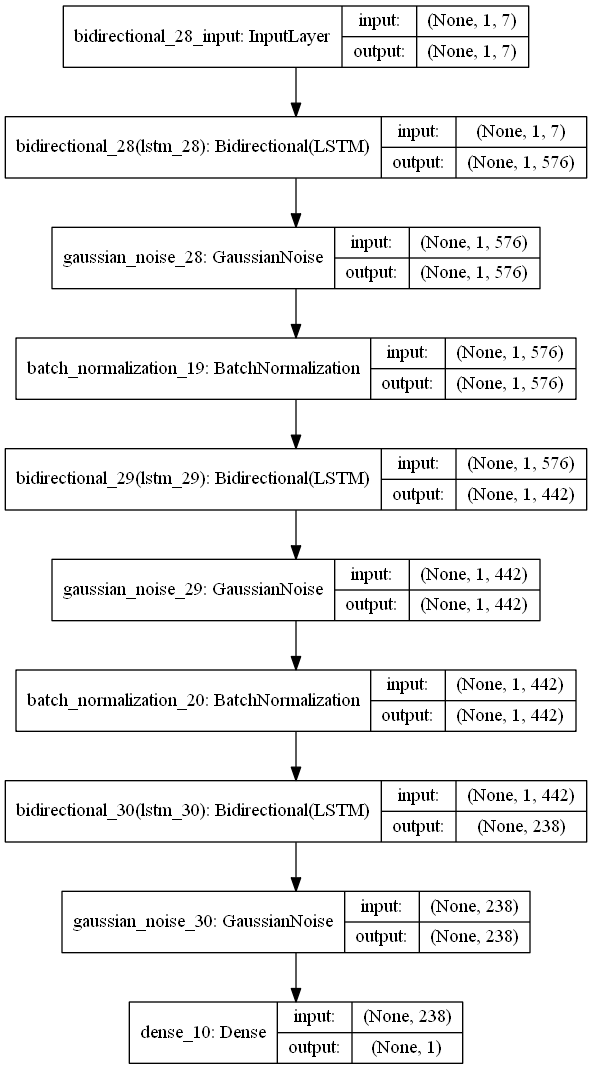 bidirectional_28_input: InputLayer
input: (None, 1, 7)
output: (None, 1, 7)
bidirectional_28(lstm_28): Bidirectional(LSTM)
input: (None, 1, 7)
output: (None, 1, 576)
gaussian_noise_28: GaussianNoise
input: (None, 1, 576)
output: (None, 1, 576)
batch_normalization_19: BatchNormalization
input: (None, 1, 576)
output: (None, 1, 576)
bidirectional_29(lstm_29): Bidirectional(LSTM)
input: (None, 1, 576)
output: (None, 1, 442)
gaussian_noise_29: GaussianNoise
input: (None, 1, 442)
output: (None, 1, 442)
batch_normalization_20: BatchNormalization
input: (None, 1, 442)
output: (None, 1, 442)
bidirectional_30(lstm_30): Bidirectional(LSTM)
input: (None, 1, 442)
output: (None, 238)
gaussian_noise_30: GaussianNoise
input: (None, 238)
output: (None, 238)
dense_10: Dense
input: (None, 238)
output: (None, 1)